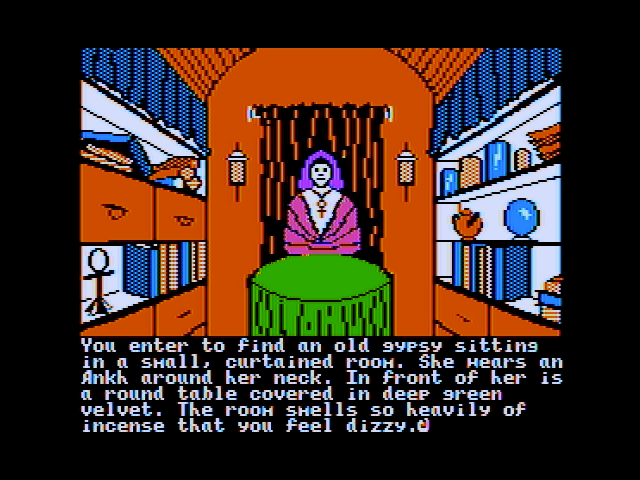 You enter to find an old gypsy sitting
in a small, curtained room. She wears an
Ankh around her neck. In front of her is
a round table covered in deep green
velvet. The room smells so heavily of
incense that you feel dizzy.